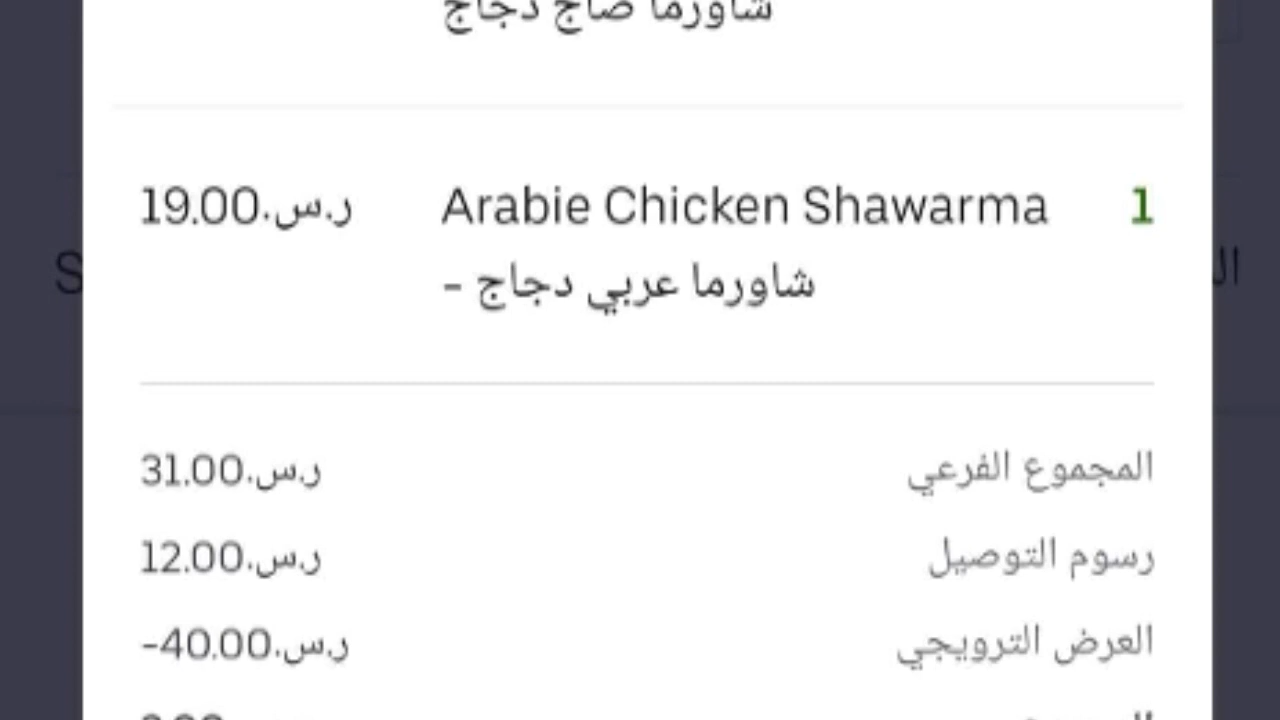 شاورما صاج دجاج
1 Arabie Chicken Shawarma ر.س.19.00
شاورما عربي دجاج -
المجموع الفرعي ر.س.31.00
رسوم التوصيل ر.س.12.00
العرض الترويجي ر.س.40.00-